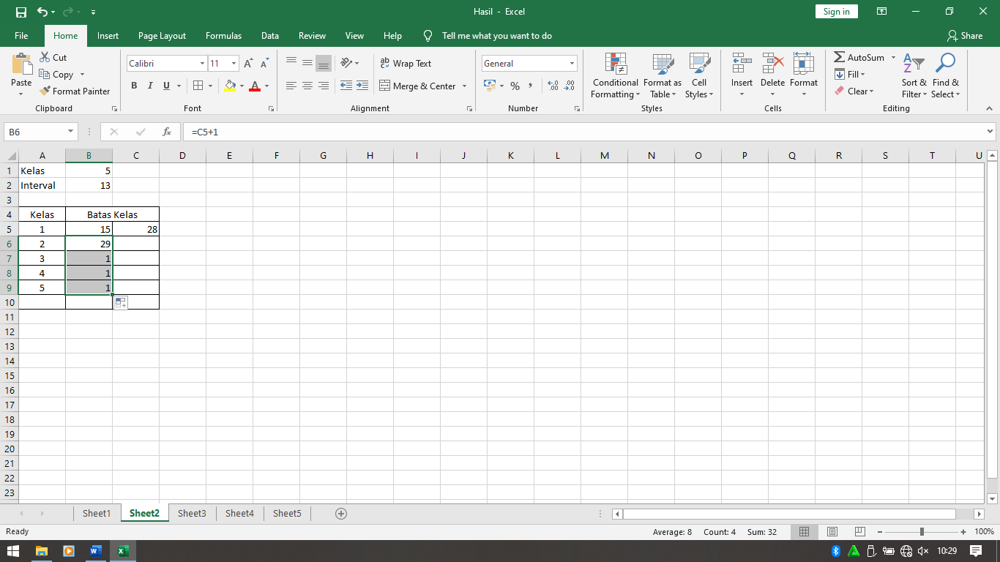 Hasil - Excel
Sign in
File Home Insert Page Layout Formulas Data Review View Help Tell me what you want to do Share
Paste Cut Copy Format Painter Clipboard
Calibri 11 A A B I U A Font
ab Wrap Text Merge & Center Alignment
General % , .00 .0 Number
Conditional Formatting Format as Table Cell Styles Styles
Insert Delete Format Cells
AutoSum Fill Clear Sort & Filter Find & Select Editing
B6 fx =C5+1
A B C D E F G H I J K L M N O P Q R S T U
1 Kelas 5
2 Interval 13
3
4 Kelas Batas Kelas
5 1 15 28
6 2 29
7 3 1
8 4 1
9 5 1
10
11
12
13
14
15
16
17
18
19
20
21
22
23
Sheet1 Sheet2 Sheet3 Sheet4 Sheet5
Ready Average: 8 Count: 4 Sum: 32 100%
10:29